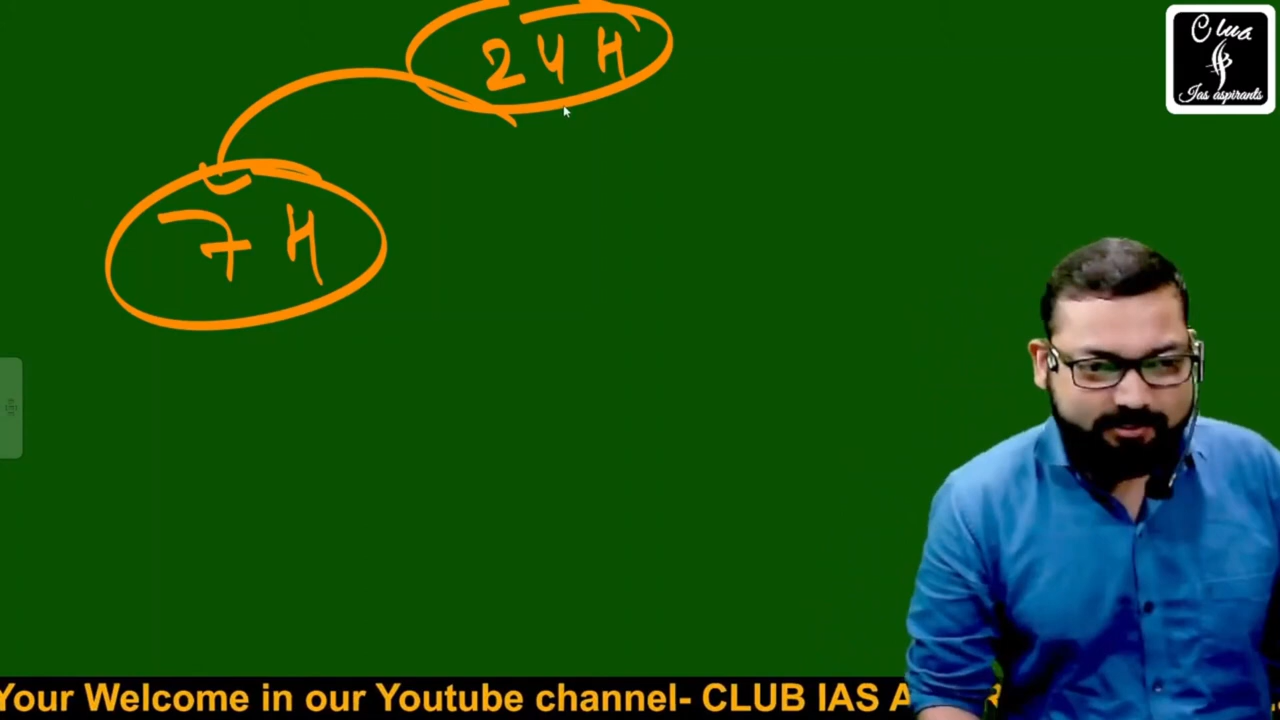 24 H
7 H
Club
Ias aspirants
Your Welcome in our Youtube channel- CLUB IAS A